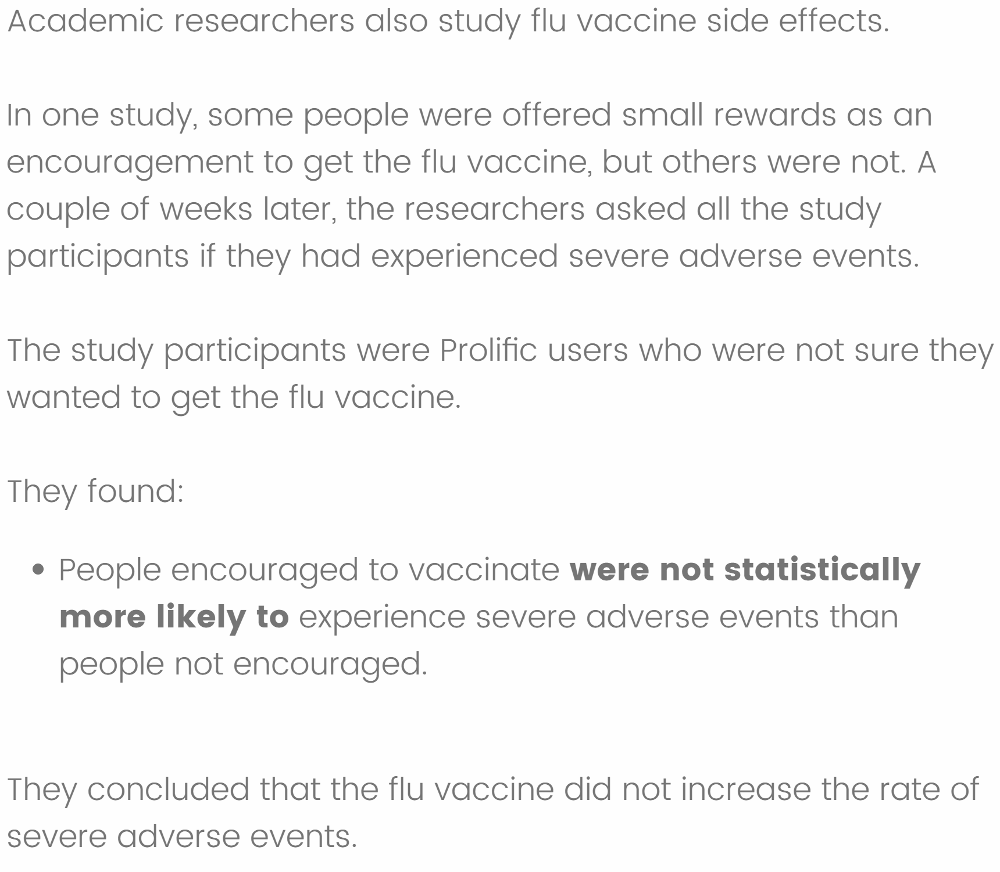 Academic researchers also study flu vaccine side effects.
In one study, some people were offered small rewards as an
encouragement to get the flu vaccine, but others were not. A
couple of weeks later, the researchers asked all the study
participants if they had experienced severe adverse events.
The study participants were Prolific users who were not sure they
wanted to get the flu vaccine.
They found:
• People encouraged to vaccinate were not statistically
more likely to experience severe adverse events than
people not encouraged.
They concluded that the flu vaccine did not increase the rate of
severe adverse events.